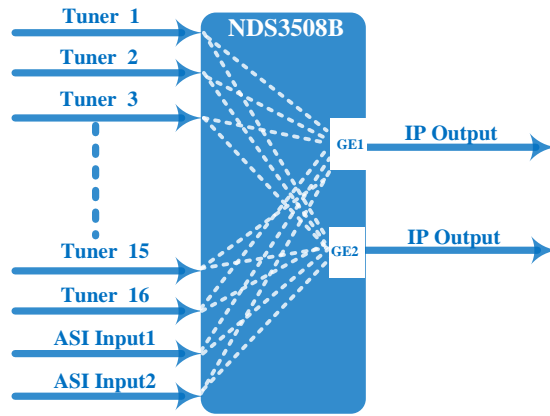 Tuner 1
NDS3508B
Tuner 2
Tuner 3
GE1
IP Output
Tuner 15
GE2
IP Output
Tuner 16
ASI Input1
ASI Input2